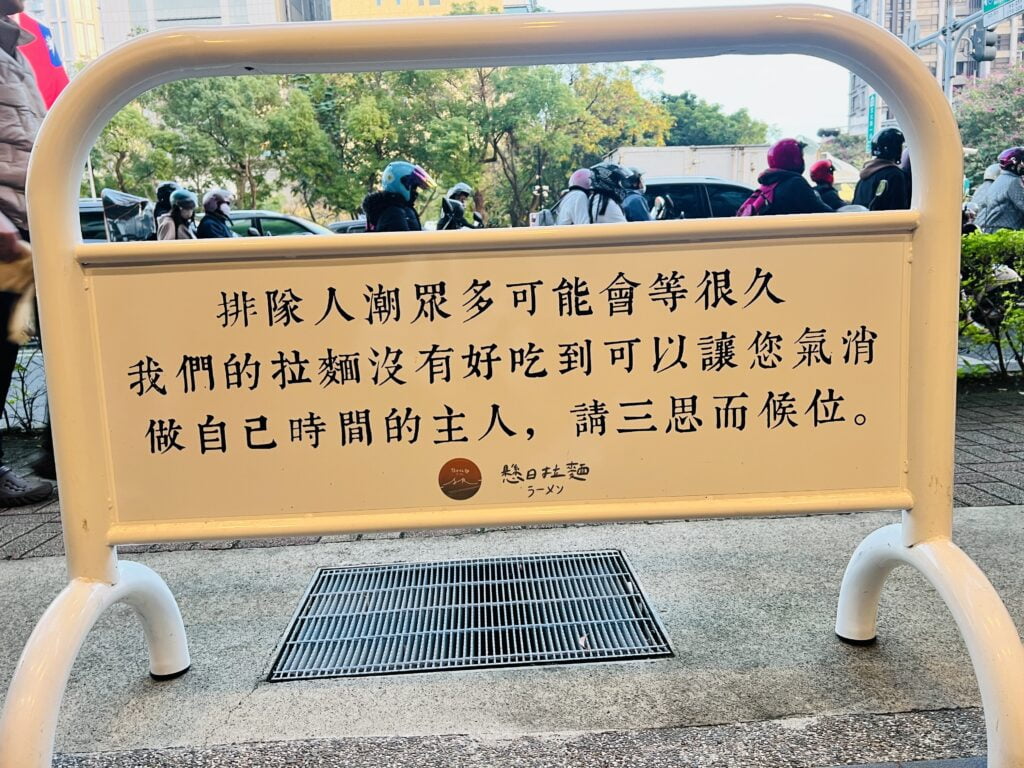 排隊人潮眾多可能會等很久
我們的拉麵沒有好吃到可以讓您氣消
做自己時間的主人，請三思而候位。
懸日拉麵
ラーメン